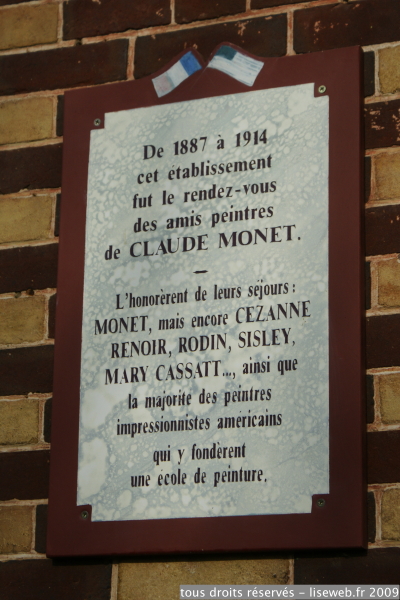 De 1887 à 1914
cet établissement
fut le rendez-vous
des amis peintres
de CLAUDE MONET.
—
L'honorèrent de leurs séjours :
MONET, mais encore CEZANNE
RENOIR, RODIN, SISLEY,
MARY CASSATT..., ainsi que
la majorité des peintres
impressionnistes américains
qui y fondèrent
une école de peinture.
tous droits réservés – liseweb.fr 2009